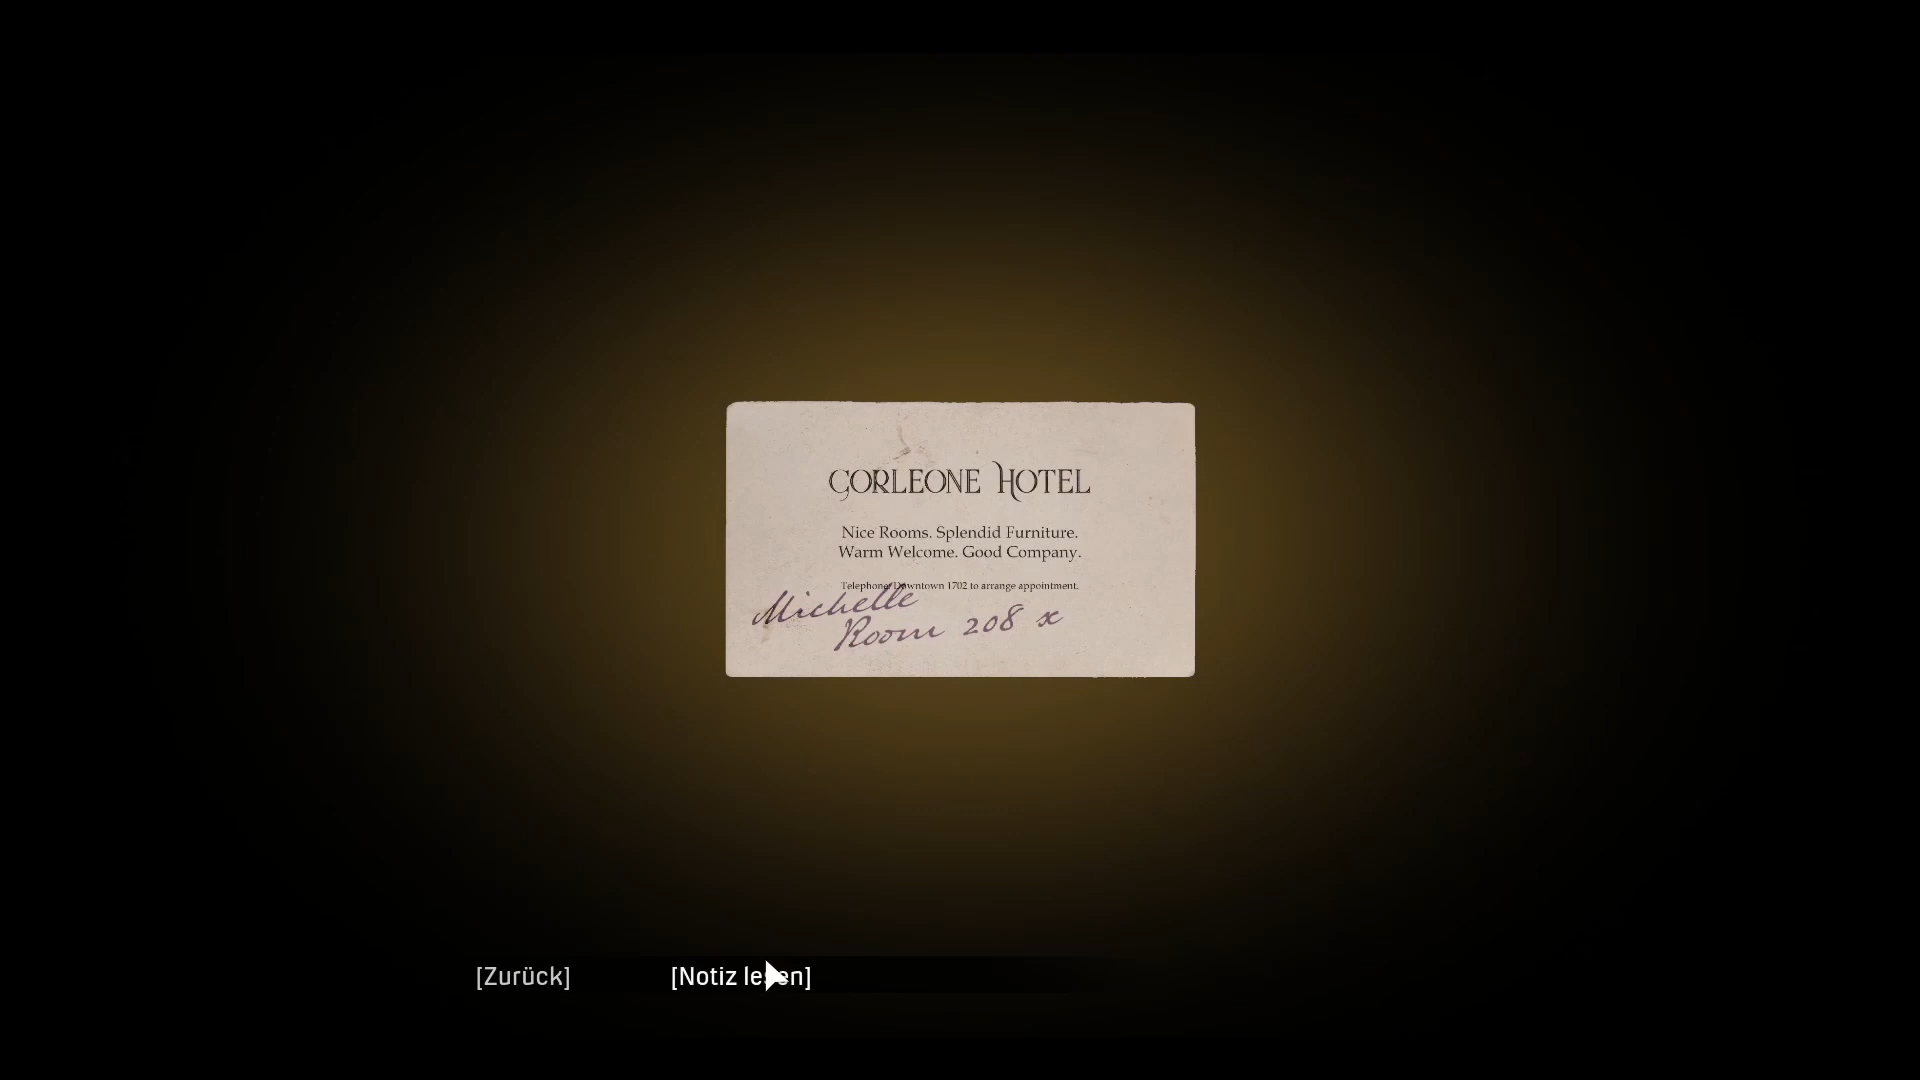 CORLEONE HOTEL
Nice Rooms. Splendid Furniture.
Warm Welcome. Good Company.
Telephone Downtown 1702 to arrange appointment.
Michelle
Room 208 x
[Zurück] [Notiz lesen]